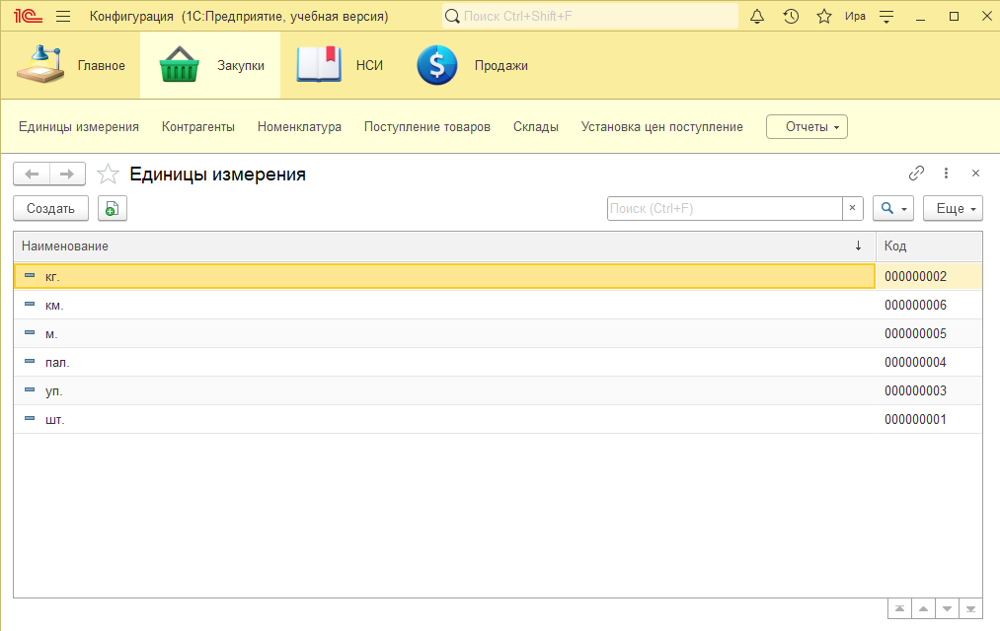 1С Конфигурация (1С:Предприятие, учебная версия) Поиск Ctrl+Shift+F Ира
Главное Закупки НСИ Продажи
Единицы измерения Контрагенты Номенклатура Поступление товаров Склады Установка цен поступление Отчеты
Единицы измерения
Создать Поиск (Ctrl+F) × Еще
Наименование ↓ Код
кг. 000000002
км. 000000006
м. 000000005
пал. 000000004
уп. 000000003
шт. 000000001